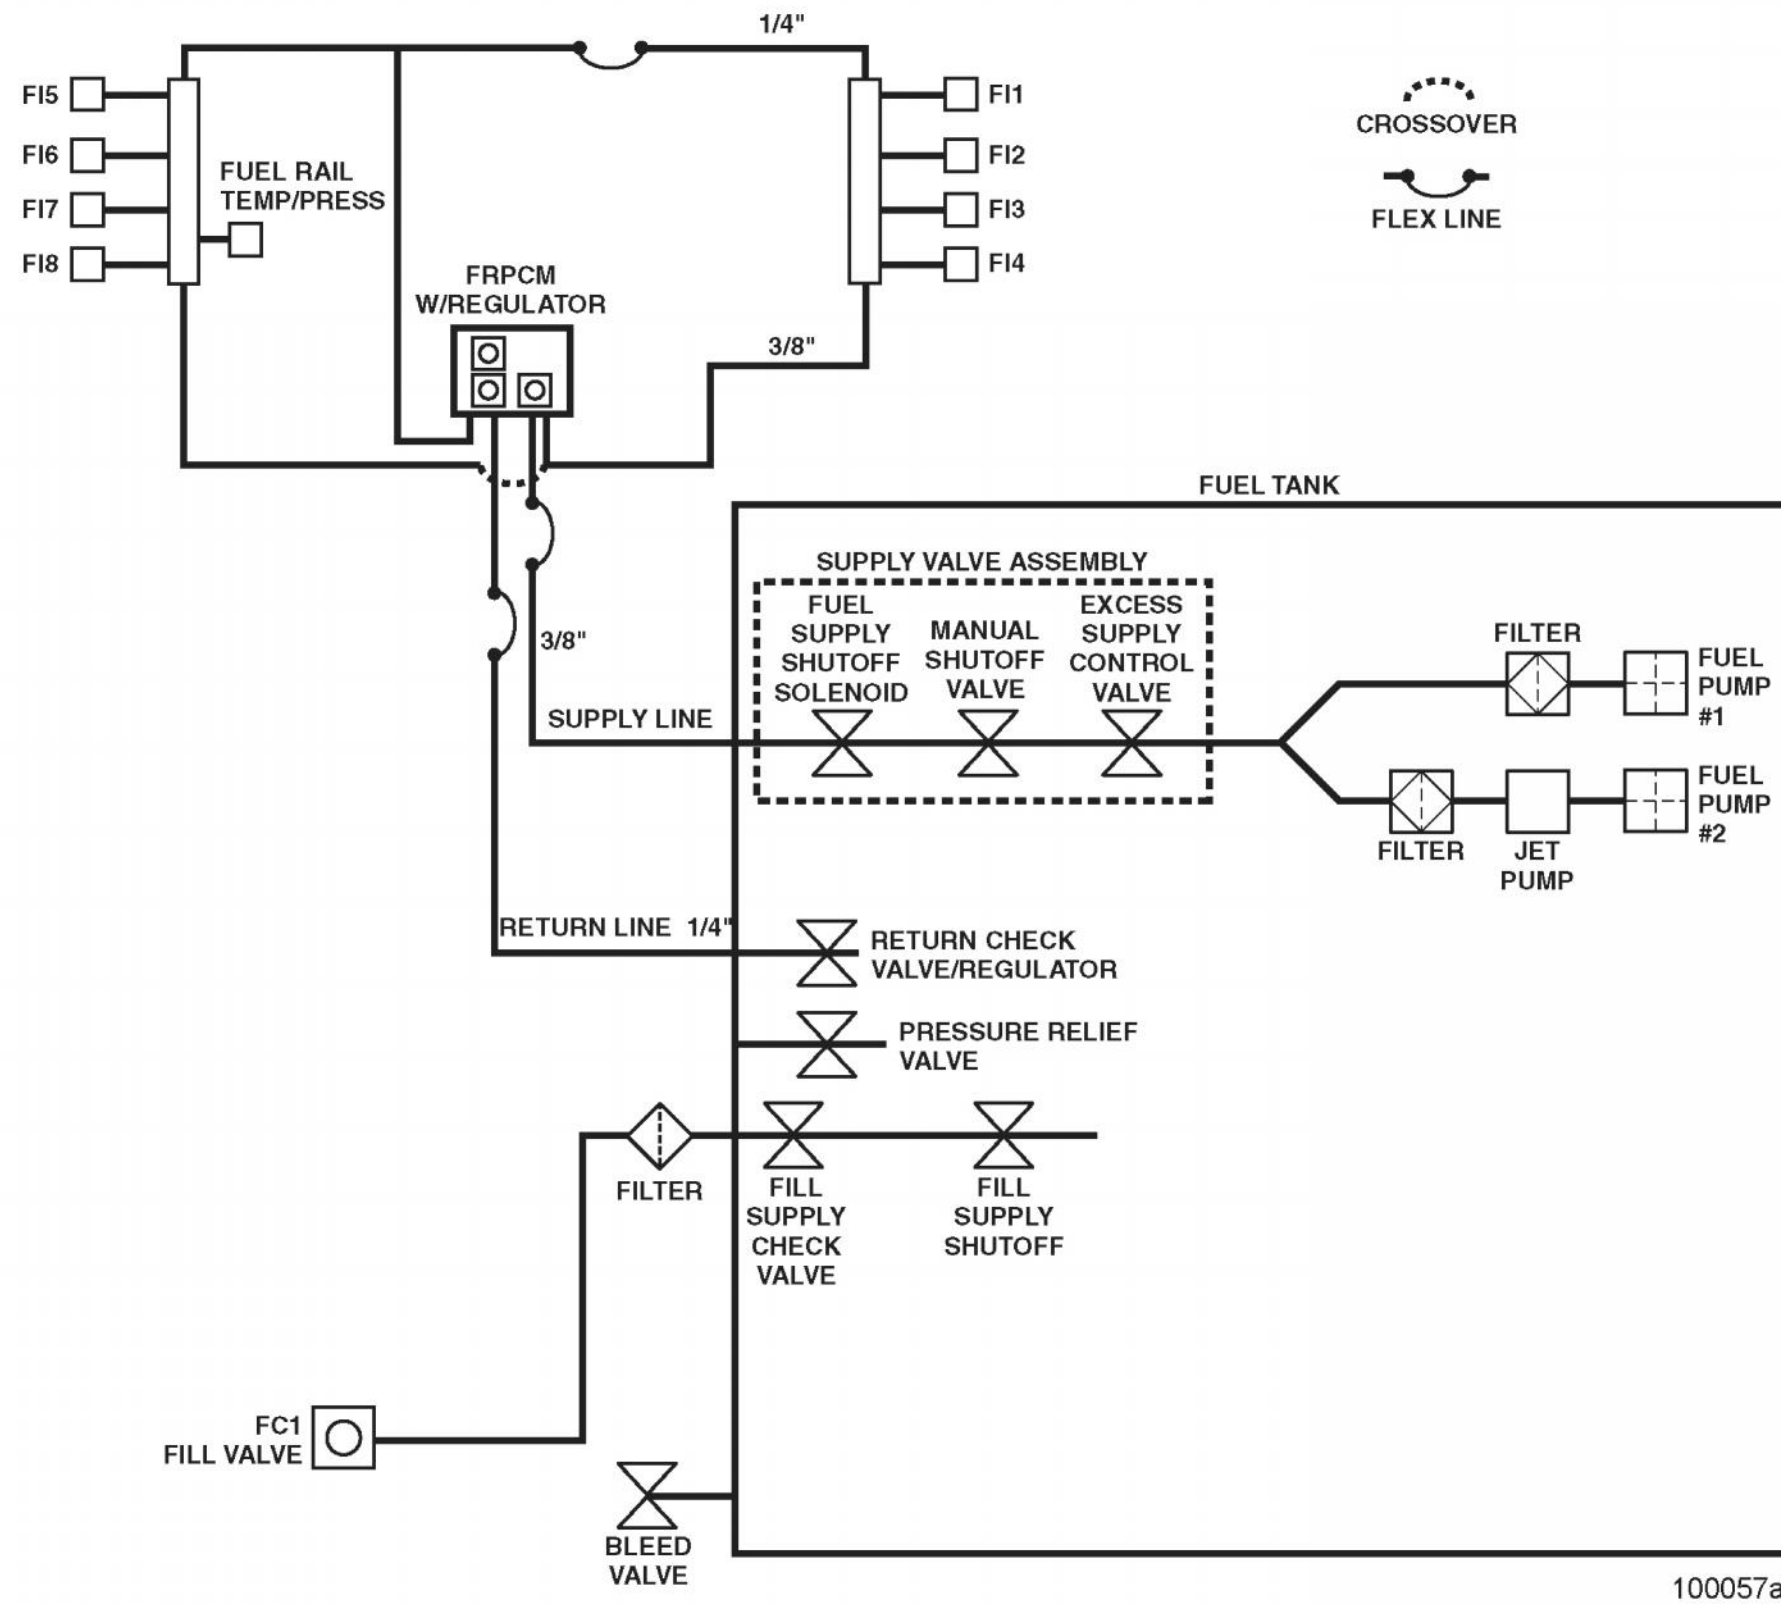 1/4"
FI5
FI6
FI7
FI8
FUEL RAIL
TEMP/PRESS
FI1
FI2
FI3
FI4
CROSSOVER
FLEX LINE
FRPCM
W/REGULATOR
3/8"
FUEL TANK
SUPPLY VALVE ASSEMBLY
FUEL
SUPPLY
SHUTOFF
SOLENOID
MANUAL
SHUTOFF
VALVE
EXCESS
SUPPLY
CONTROL
VALVE
FILTER
FUEL
PUMP
#1
3/8"
SUPPLY LINE
FILTER
JET
PUMP
FUEL
PUMP
#2
RETURN LINE 1/4"
RETURN CHECK
VALVE/REGULATOR
PRESSURE RELIEF
VALVE
FILTER
FILL
SUPPLY
CHECK
VALVE
FILL
SUPPLY
SHUTOFF
FC1
FILL VALVE
BLEED
VALVE
100057a